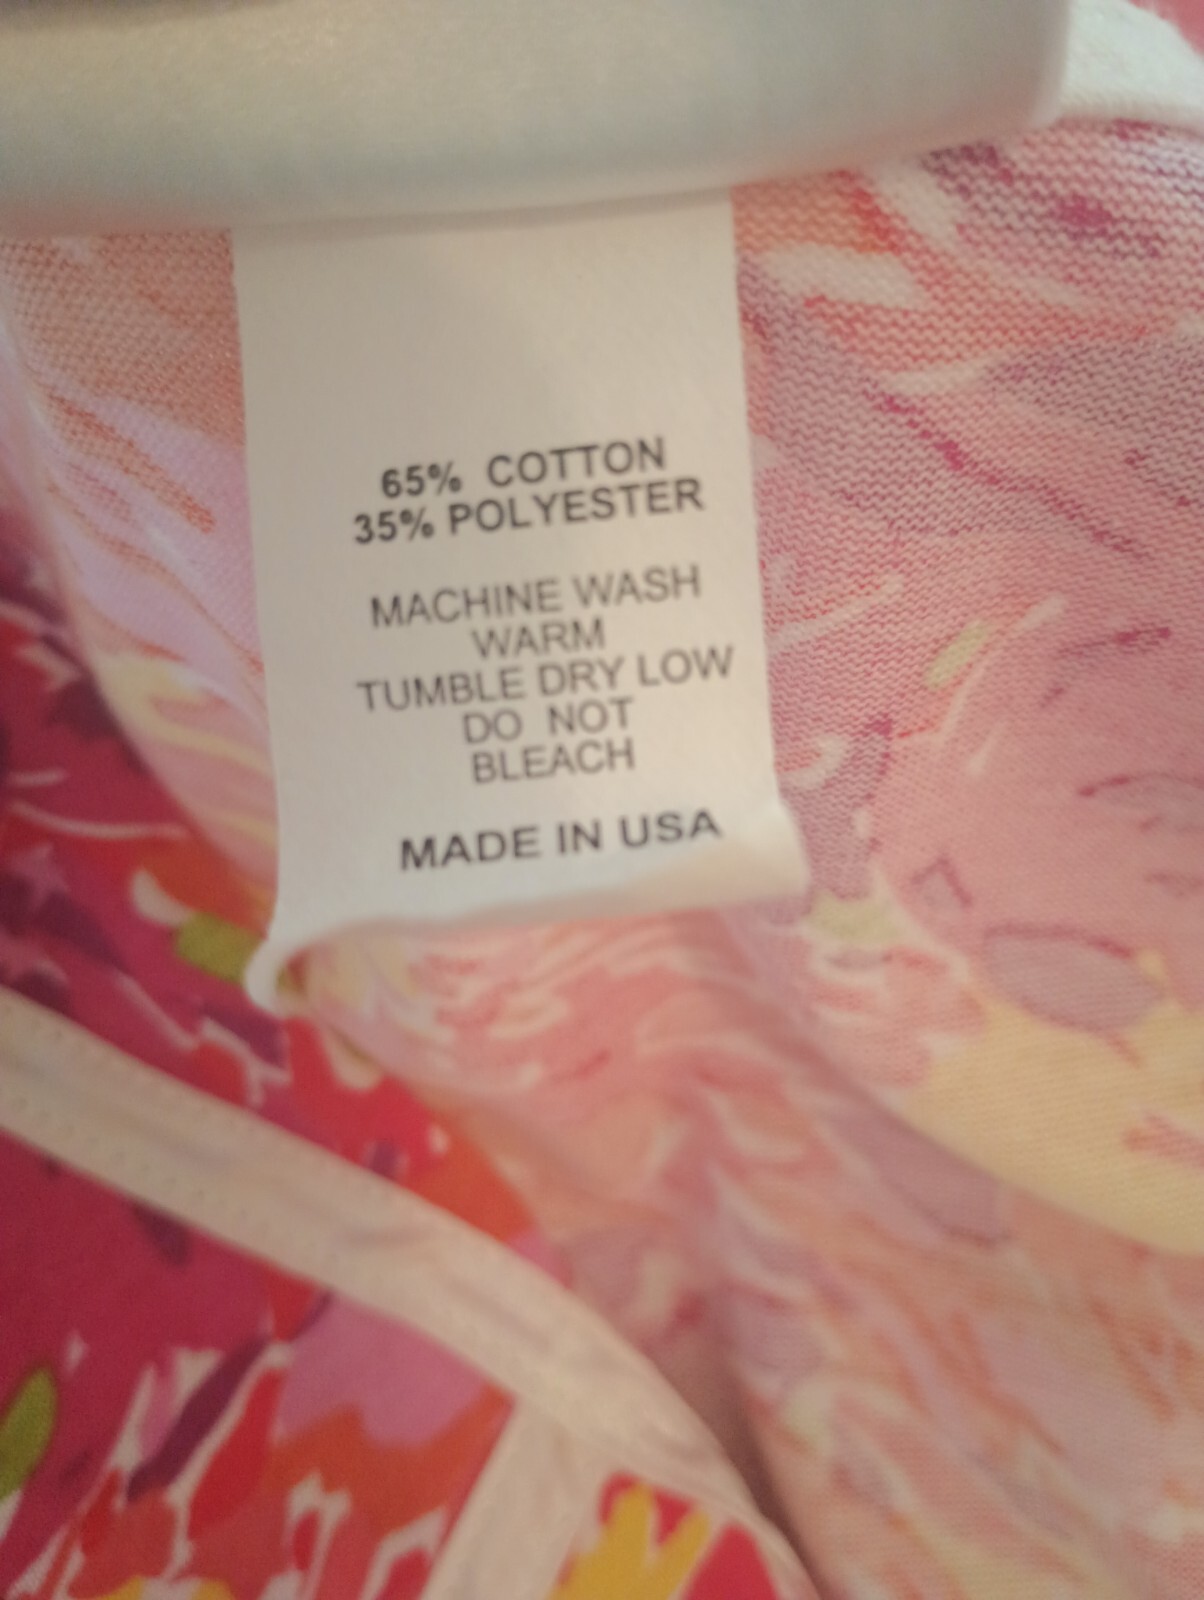 65% COTTON
35% POLYESTER
MACHINE WASH
WARM
TUMBLE DRY LOW
DO NOT
BLEACH
MADE IN USA